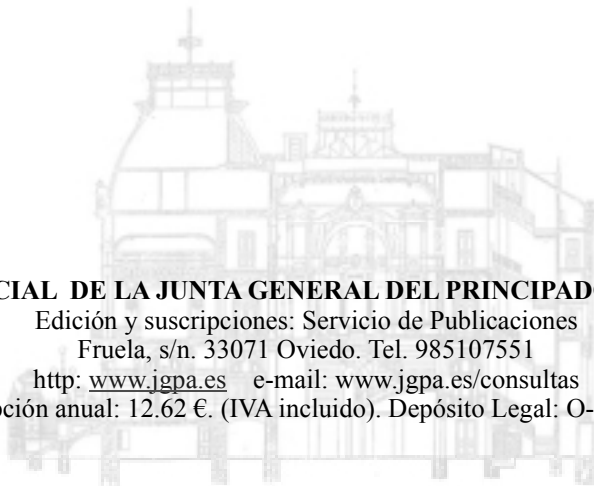 CIAL DE LA JUNTA GENERAL DEL PRINCIPADO
Edición y suscripciones: Servicio de Publicaciones
Fruela, s/n. 33071 Oviedo. Tel. 985107551
http: www.jgpa.es e-mail: www.jgpa.es/consultas
pción anual: 12.62 €. (IVA incluido). Depósito Legal: O-